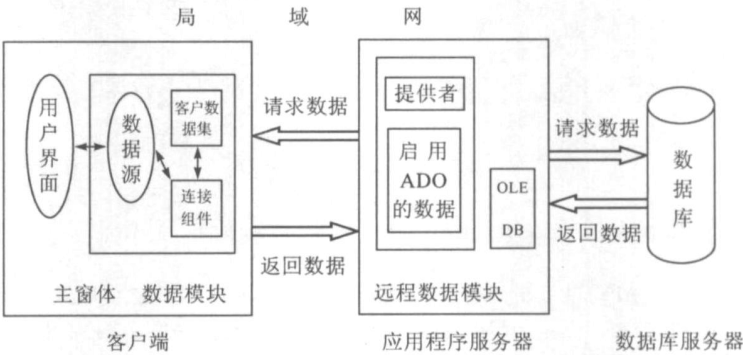 局 域 网
用户界面
数据源
客户数
据集
连接
组件
主窗体 数据模块
请求数据
返回数据
提供者
启用
ADO
的数据
OLE
DB
远程数据模块
请求数据
返回数据
数据库
客户端
应用程序服务器
数据库服务器